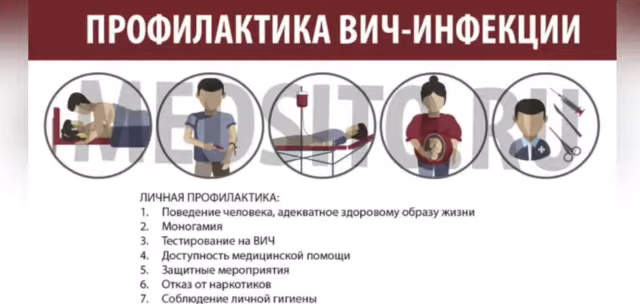 ПРОФИЛАКТИКА ВИЧ-ИНФЕКЦИИ
MEDSITO.RU
ЛИЧНАЯ ПРОФИЛАКТИКА:
1. Поведение человека, адекватное здоровому образу жизни
2. Моногамия
3. Тестирование на ВИЧ
4. Доступность медицинской помощи
5. Защитные мероприятия
6. Отказ от наркотиков
7. Соблюдение личной гигиены